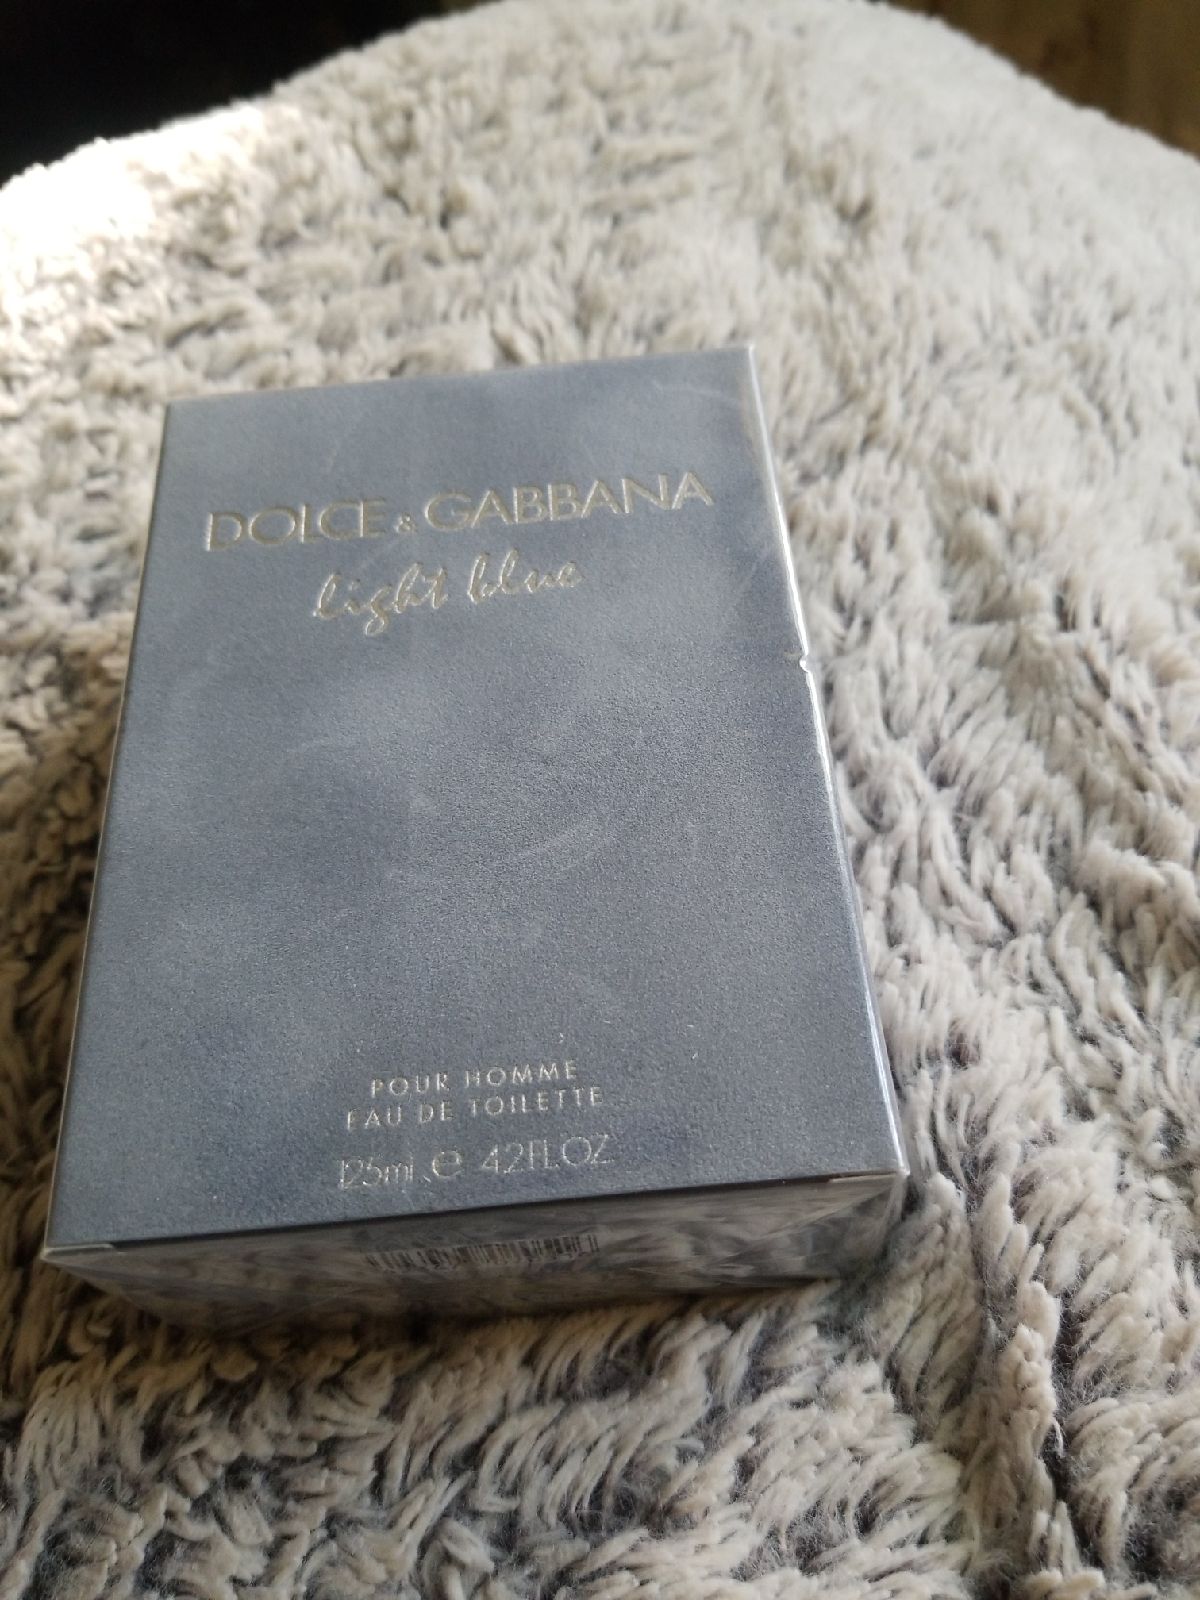 DOLCE & GABBANA
light blue
POUR HOMME
EAU DE TOILETTE
125ml e 4.2FL.OZ